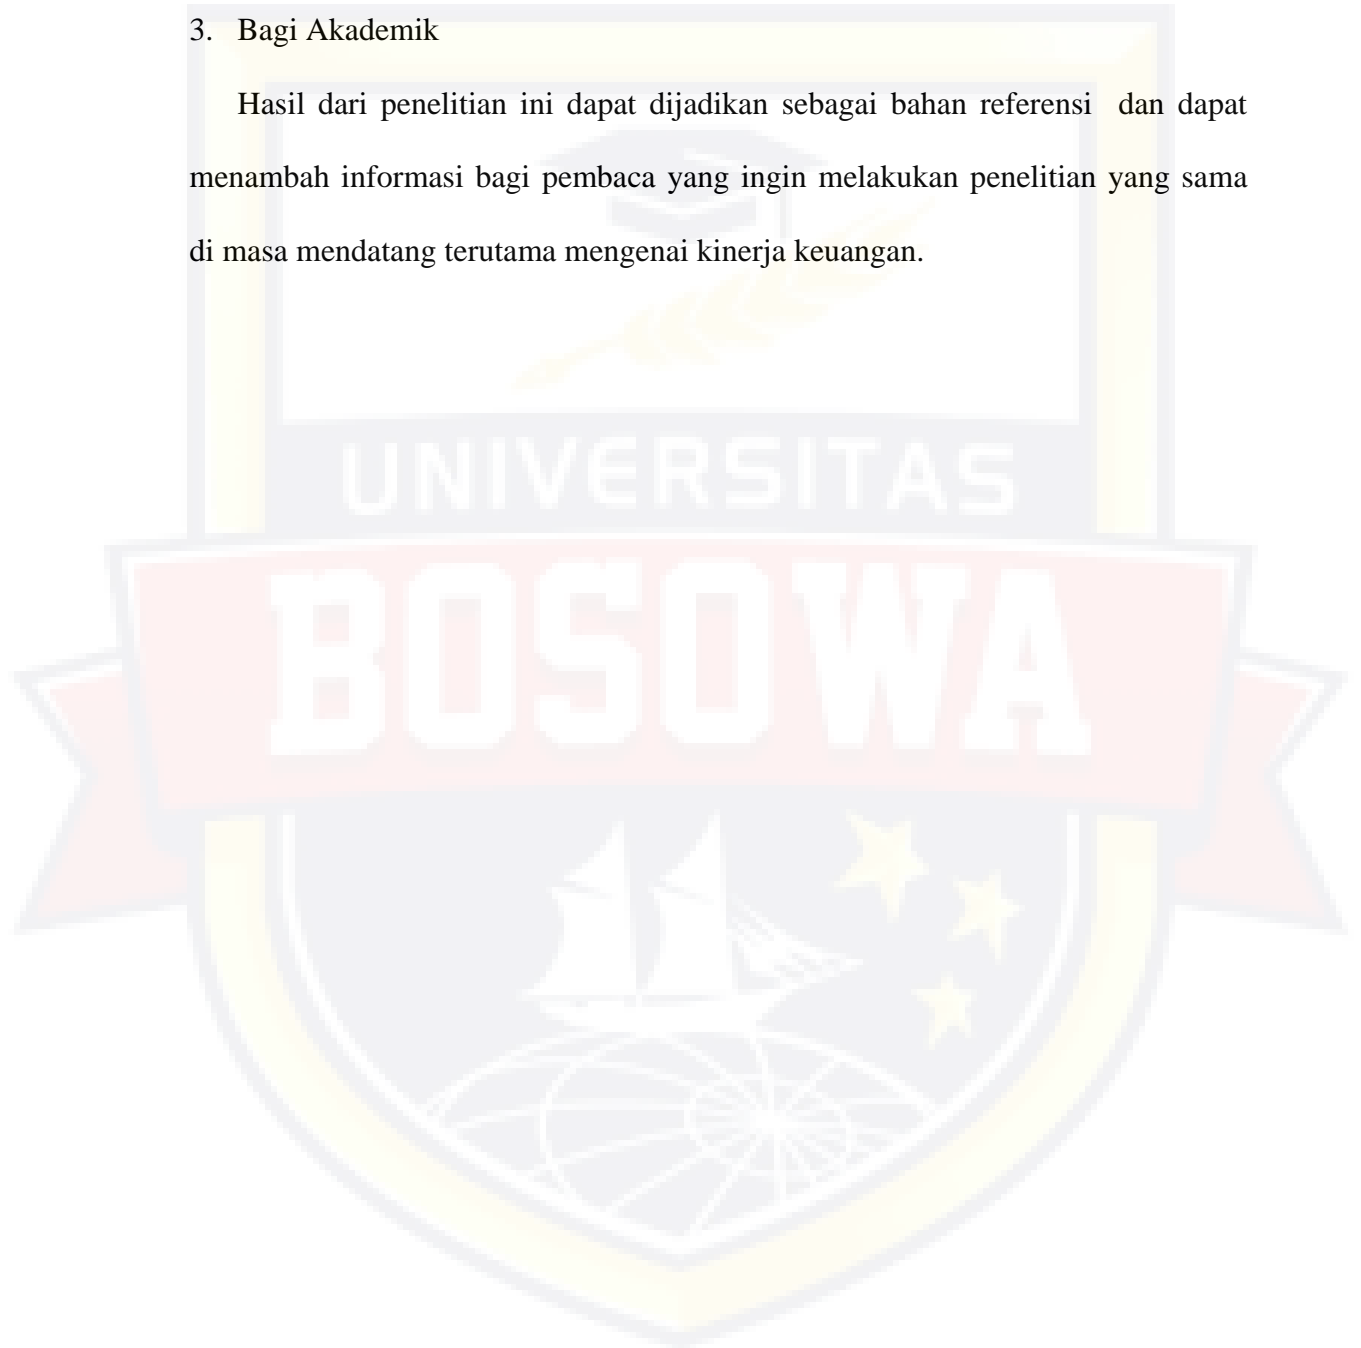 3. Bagi Akademik
Hasil dari penelitian ini dapat dijadikan sebagai bahan referensi dan dapat
menambah informasi bagi pembaca yang ingin melakukan penelitian yang sama
di masa mendatang terutama mengenai kinerja keuangan.
UNIVERSITAS
BOSOWA